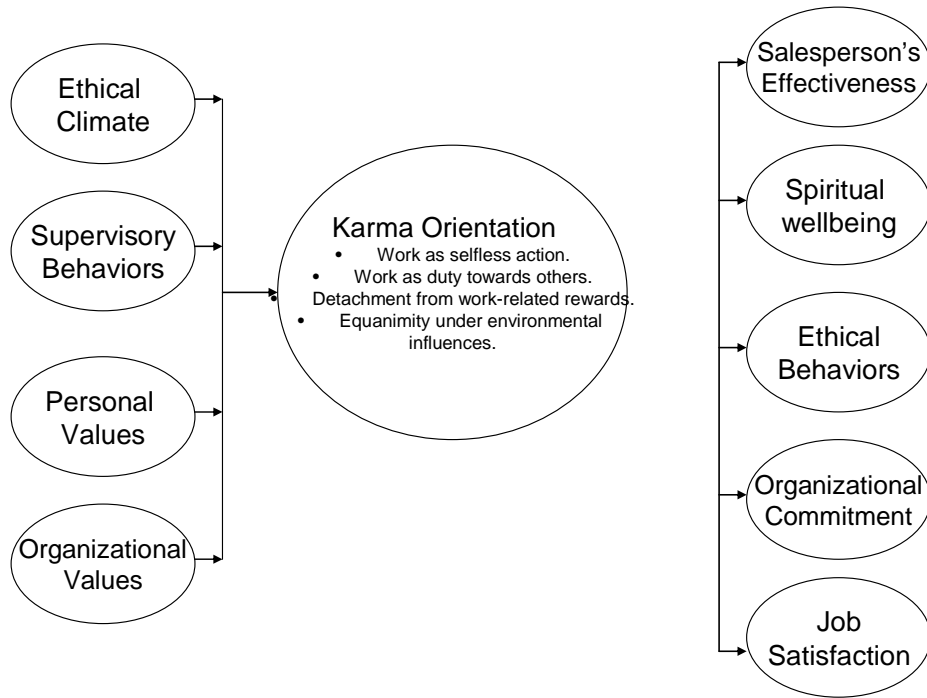 Ethical
Climate
Supervisory
Behaviors
Personal
Values
Organizational
Values
Karma Orientation
• Work as selfless action.
• Work as duty towards others.
• Detachment from work-related rewards.
• Equanimity under environmental
influences.
Salesperson's
Effectiveness
Spiritual
wellbeing
Ethical
Behaviors
Organizational
Commitment
Job
Satisfaction